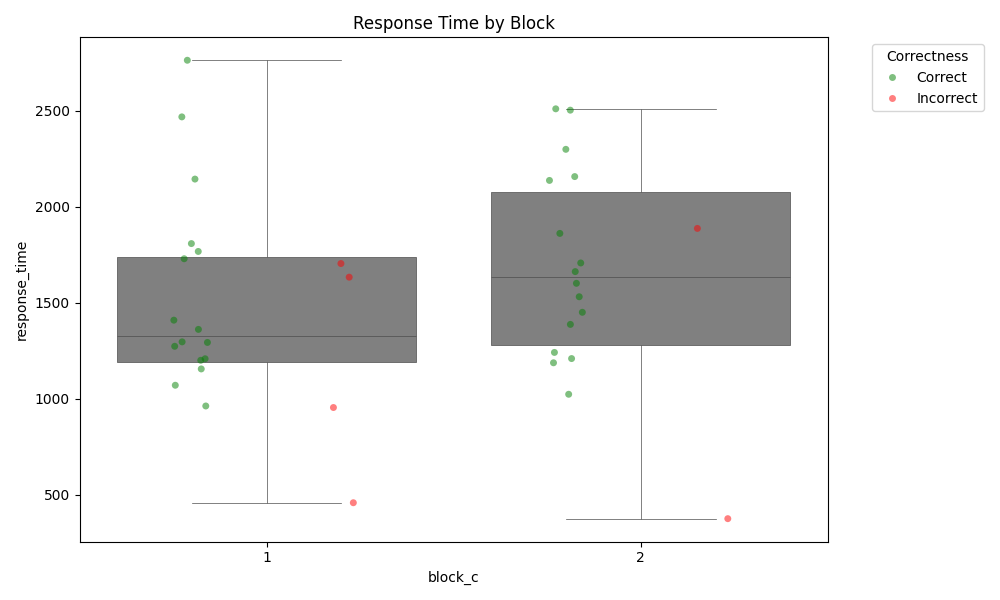 Response Time by Block
Correctness
Correct
Incorrect
response_time
2500
2000
1500
1000
500
1
2
block_c